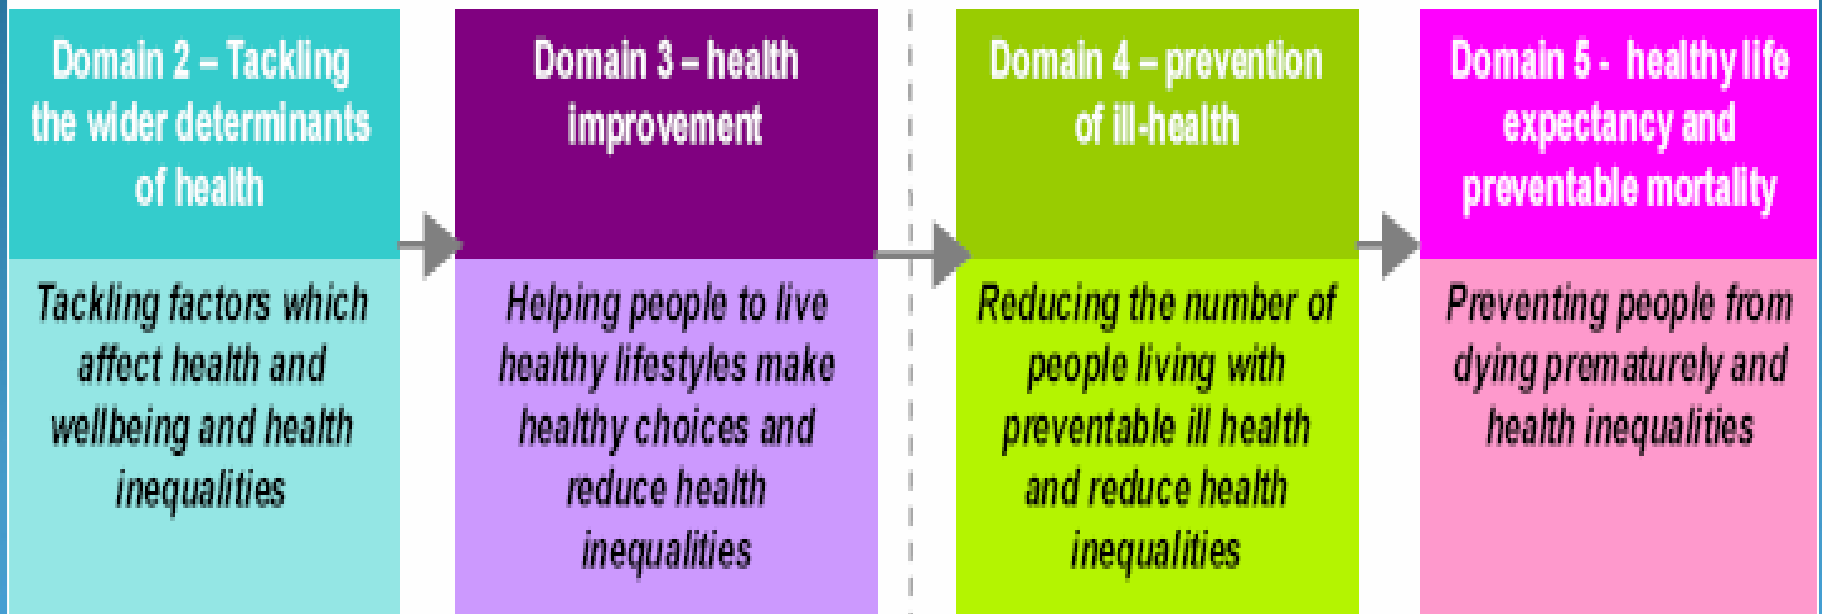 Domain 2 – Tackling
the wider determinants
of health
Tackling factors which
affect health and
wellbeing and health
inequalities
Domain 3 – health
improvement
Helping people to live
healthy lifestyles make
healthy choices and
reduce health
inequalities
Domain 4 – prevention
of ill-health
Reducing the number of
people living with
preventable ill health
and reduce health
inequalities
Domain 5 - healthy life
expectancy and
preventable mortality
Preventing people from
dying prematurely and
health inequalities